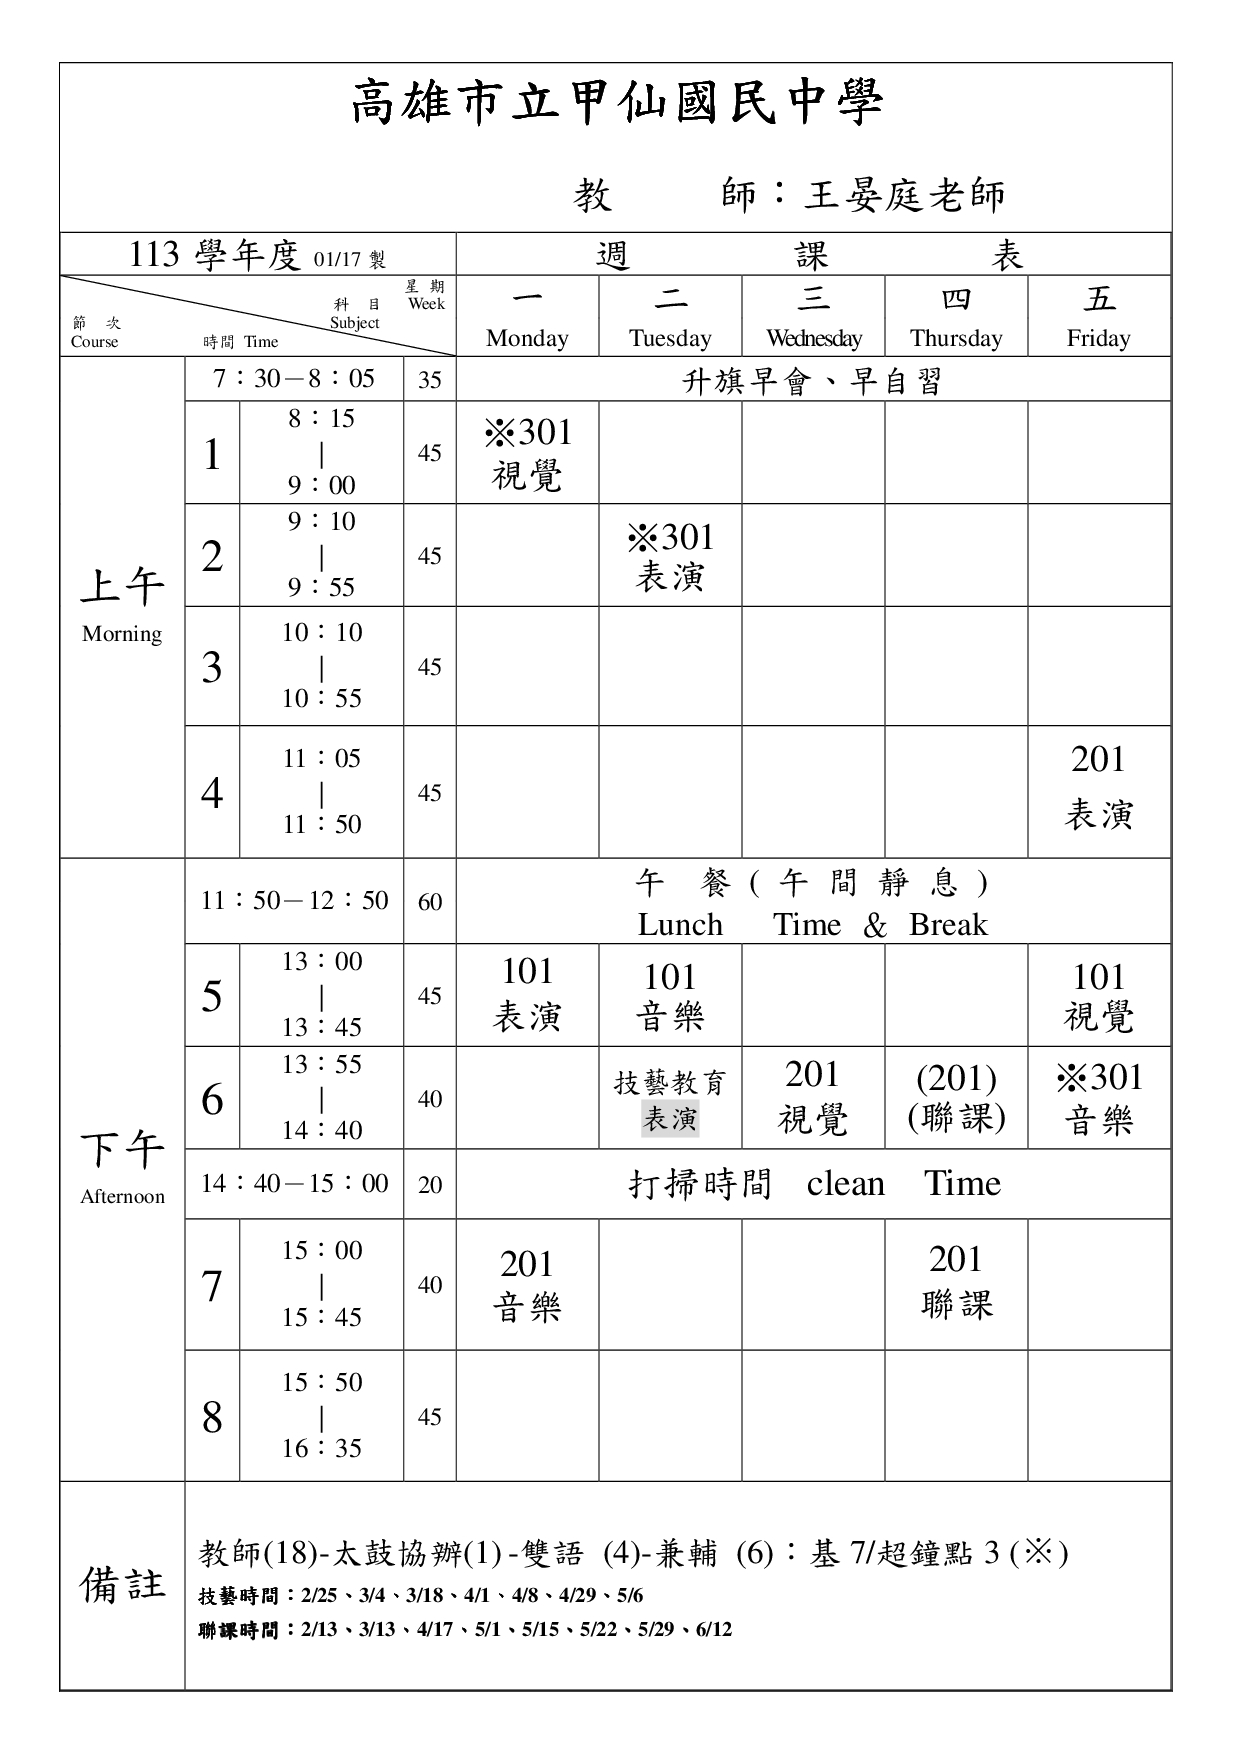 高雄市立甲仙國民中學
教 師：王晏庭老師
113 學年度 01/17 製 週 課 表
星 期
Week
科 目
Subject
節 次
Course
時間 Time
一 二 三 四 五
Monday Tuesday Wednesday Thursday Friday
上午
Morning
7：30－8：05 35 升旗早會、早自習
1 8：15 | 9：00 45
※301
視覺
2 9：10 | 9：55 45
※301
表演
3 10：10 | 10：55 45
4 11：05 | 11：50 45
201
表演
下午
Afternoon
11：50－12：50 60
午 餐 ( 午 間 靜 息 )
Lunch Time & Break
5 13：00 | 13：45 45
101 101 101
表演 音樂 視覺
6 13：55 | 14：40 40
技藝教育 201 (201) ※301
表演 視覺 (聯課) 音樂
14：40－15：00 20 打掃時間 clean Time
7 15：00 | 15：45 40
201 201
音樂 聯課
8 15：50 | 16：35 45
備註
教師(18)-太鼓協辦(1)-雙語 (4)-兼輔 (6)：基 7/超鐘點 3 (※)
技藝時間：2/25、3/4、3/18、4/1、4/8、4/29、5/6
聯課時間：2/13、3/13、4/17、5/1、5/15、5/22、5/29、6/12